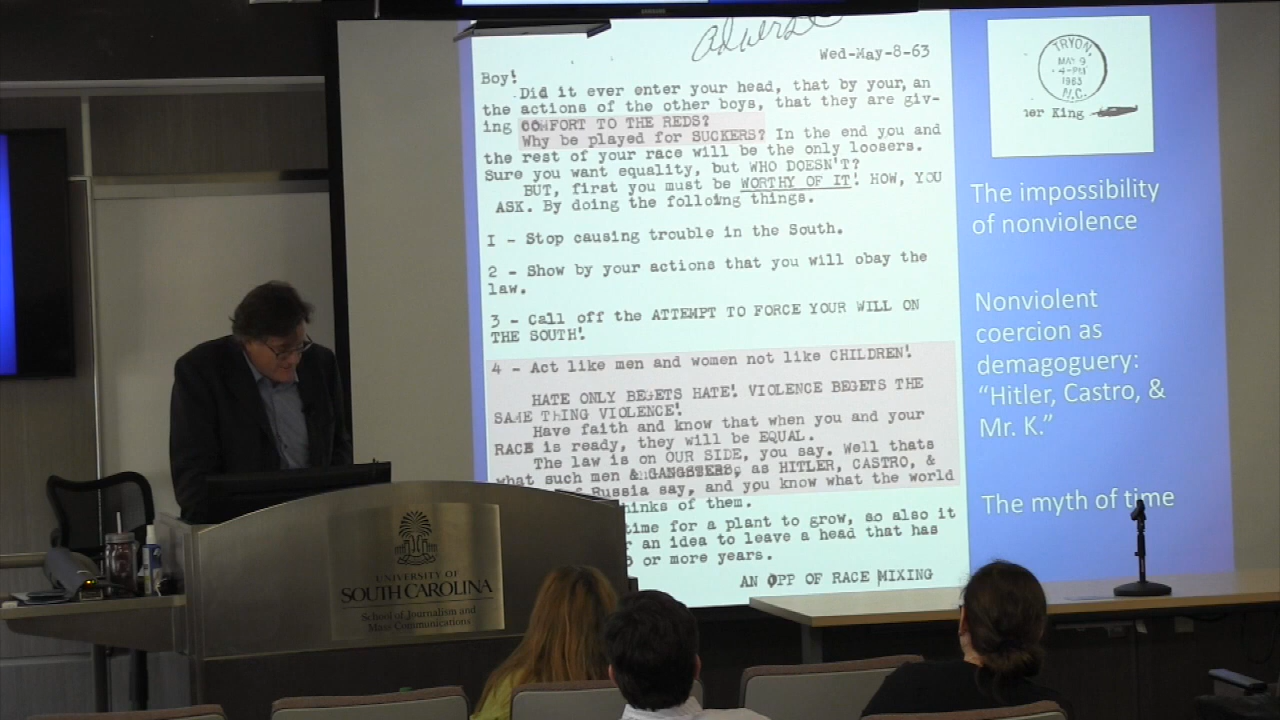 adverse
Wed-May-8-63
Boy!
Did it ever enter your head, that by your, an
the actions of the other boys, that they are giv-
ing COMFORT TO THE REDS?
Why be played for SUCKERS? In the end you and
the rest of your race will be the only loosers.
Sure you want equality, but WHO DOESN'T?
BUT, first you must be WORTHY OF IT! HOW, YOU
ASK. By doing the folloing things.
I - Stop causing trouble in the South.
2 - Show by your actions that you will obay the
law.
3 - Call off the ATTEMPT TO FORCE YOUR WILL ON
THE SOUTH!
4 - Act like men and women not like CHILDREN!
HATE ONLY BEGETS HATE! VIOLENCE BEGETS THE
SAME THING VIOLENCE!
Have faith and know that when you and your
RACE is ready, they will be EQUAL.
The law is on OUR SIDE, you say. Well thats
what such men & GANGSTERS, as HITLER, CASTRO, &
Russia say, and you know what the world
hinks of them.
time for a plant to grow, so also it
an idea to leave a head that has
or more years.
AN OPP OF RACE MIXING
TRYON,
MAY 9
4-PM
1963
N.C.
her King
The impossibility
of nonviolence
Nonviolent
coercion as
demagoguery:
“Hitler, Castro, &
Mr. K.”
The myth of time
UNIVERSITY OF
SOUTH CAROLINA
School of Journalism and
Mass Communications